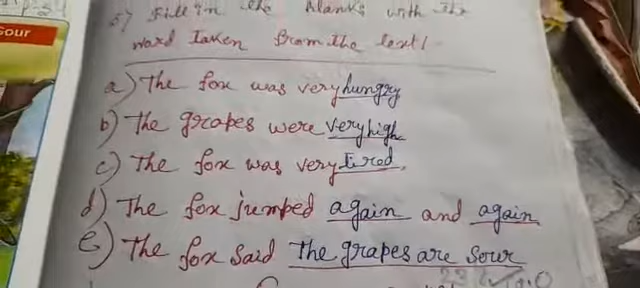 Sour
5) Fill in the blanks with the
word taken from the text/
a) The fox was very hungry
b) The grapes were very high
c) The fox was very tired.
d) The fox jumped again and again
e) The fox said the grapes are sour